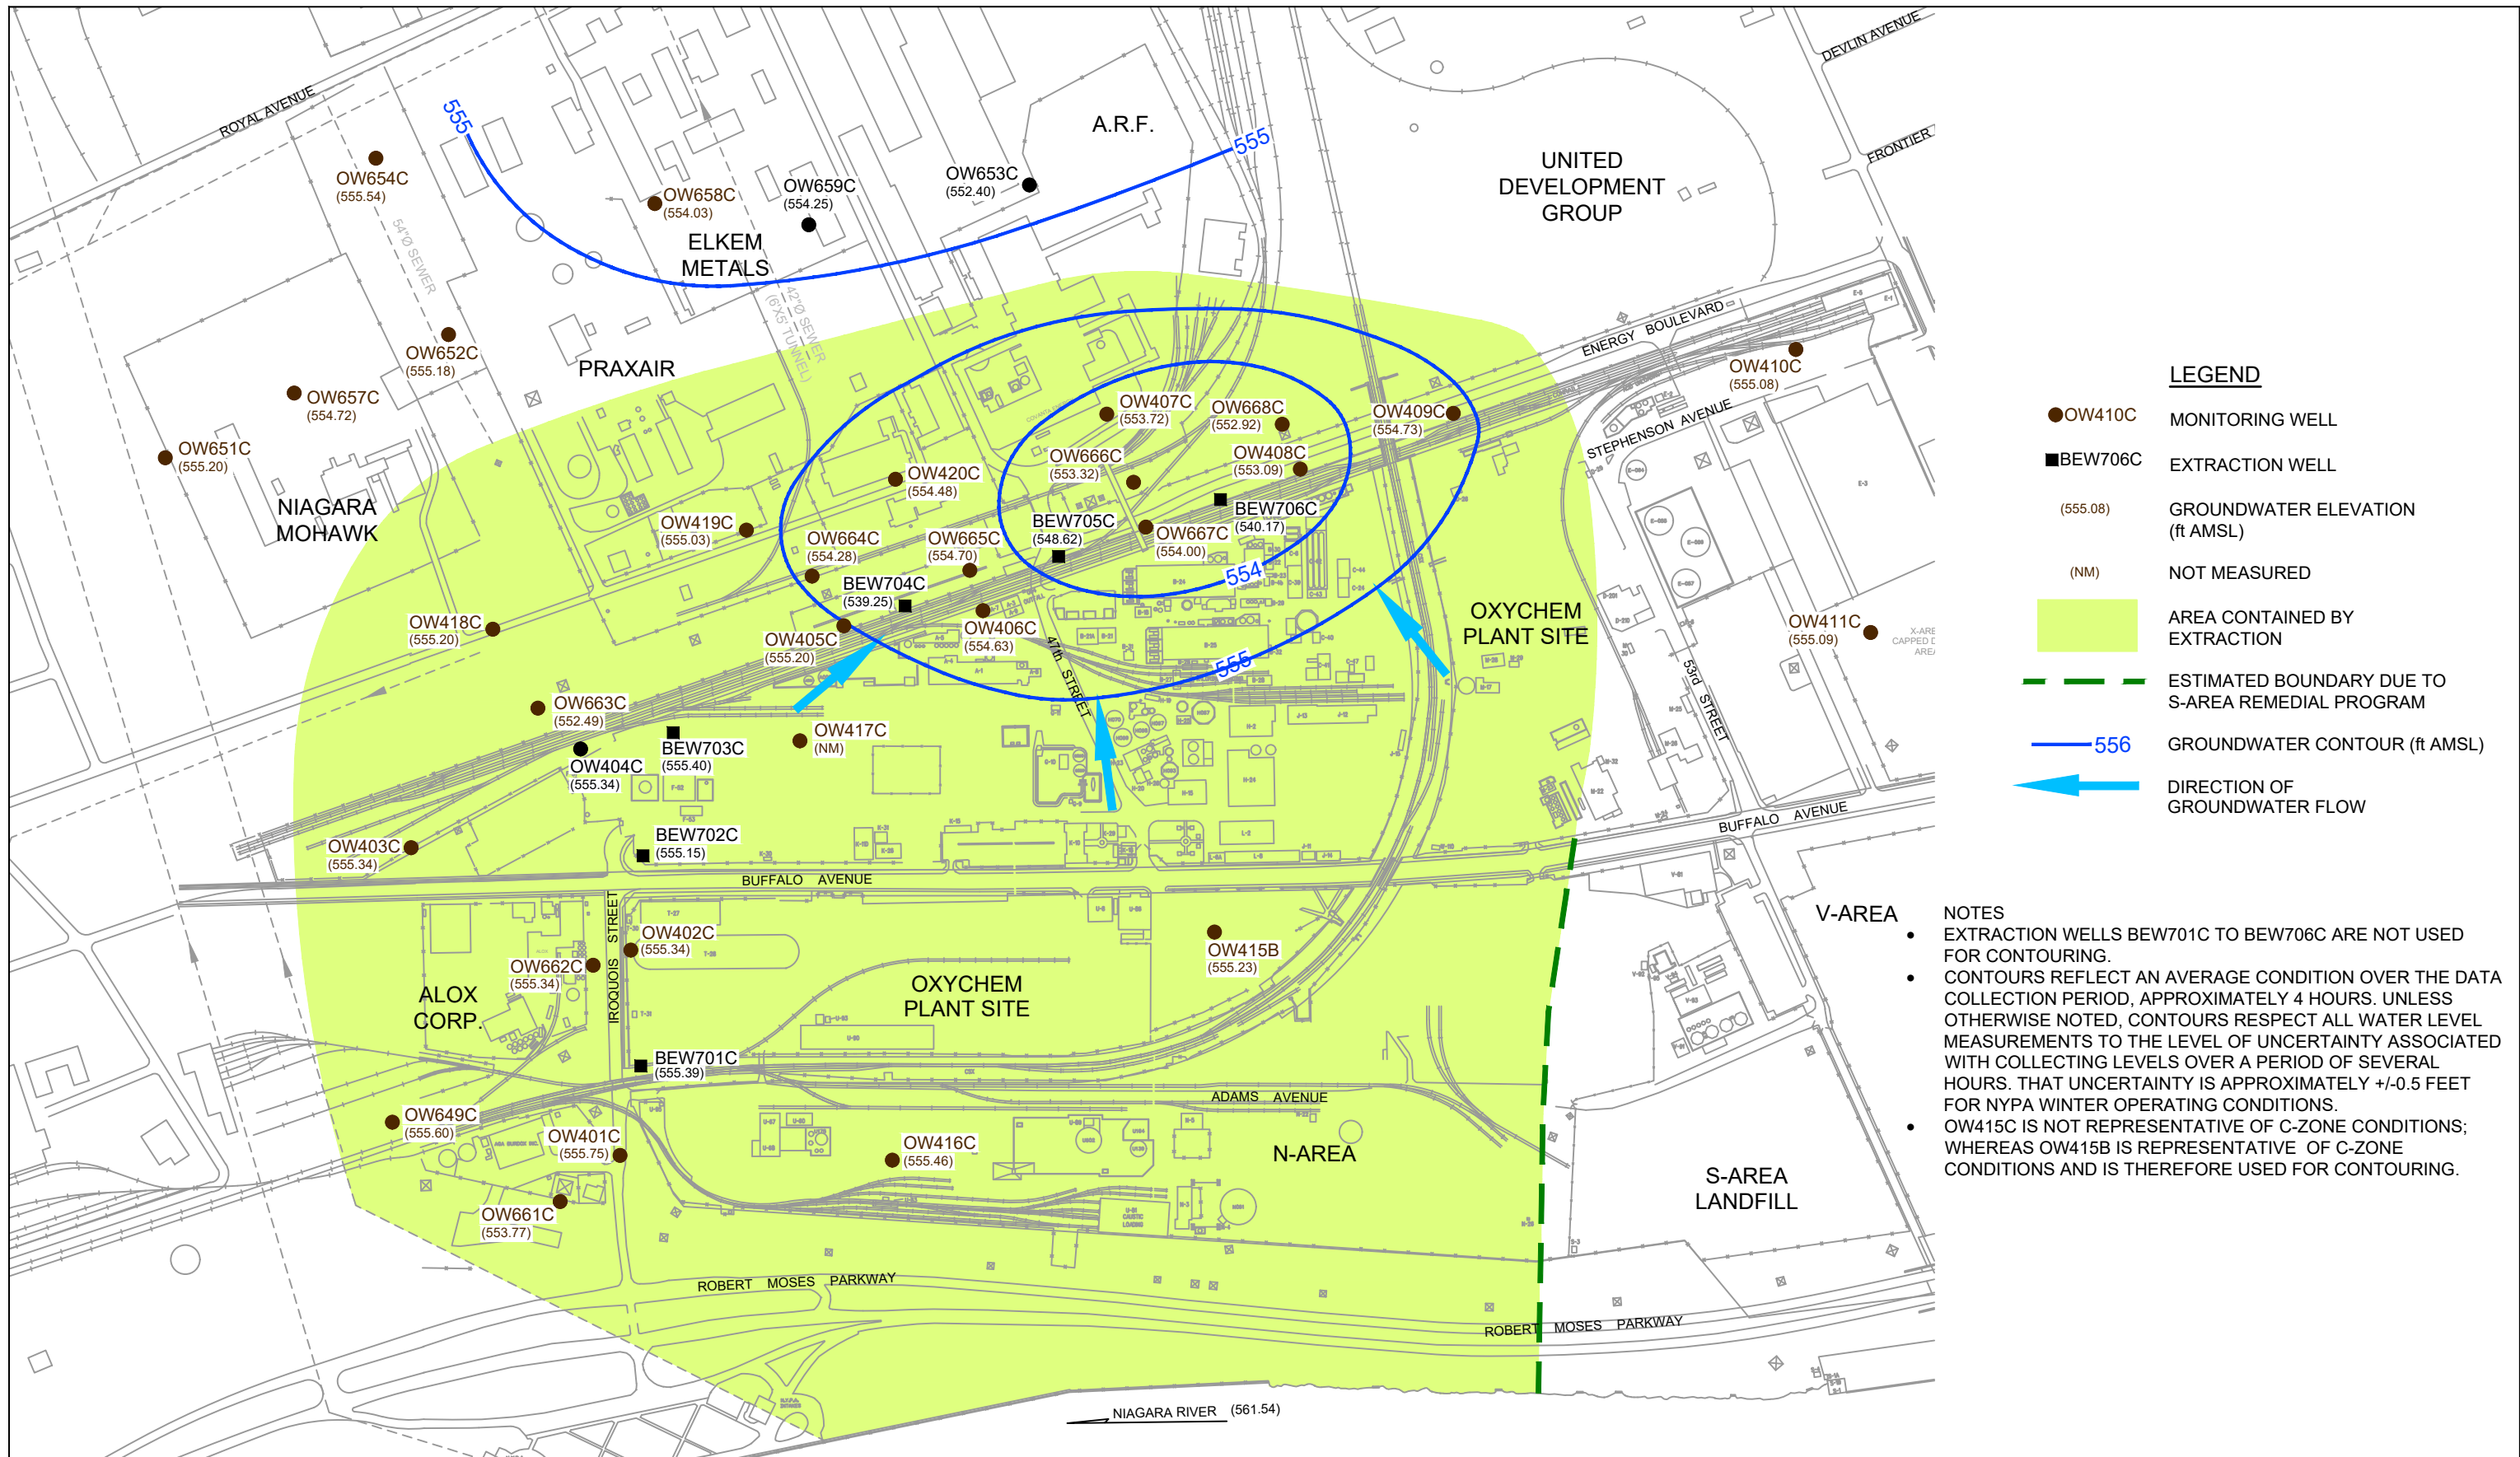 DEVLIN AVENUE
FRONTIER
ROYAL AVENUE
555
A.R.F.
555
OW654C
(555.54)
OW658C
(554.03)
OW659C
(554.25)
OW653C
(552.40)
UNITED
DEVELOPMENT
GROUP
54"Ø SEWER
ELKEM
METALS
42"Ø SEWER
(6'X5' TUNNEL)
OW652C
(555.18)
PRAXAIR
ENERGY BOULEVARD
OW410C
(555.08)
OW657C
(554.72)
OW407C
(553.72)
OW668C
(552.92)
OW409C
(554.73)
STEPHENSON AVENUE
OW651C
(555.20)
OW420C
(554.48)
OW666C
(553.32)
OW408C
(553.09)
NIAGARA
MOHAWK
OW419C
(555.03)
OW664C
(554.28)
OW665C
(554.70)
BEW705C
(548.62)
BEW706C
(540.17)
OW667C
(554.00)
554
BEW704C
(539.25)
OW418C
(555.20)
OW405C
(555.20)
OW406C
(554.63)
47th STREET
555
OXYCHEM
PLANT SITE
OW411C
(555.09)
X-ARE
CAPPED D
AREA
53rd STREET
OW663C
(552.49)
OW404C
(555.34)
BEW703C
(555.40)
OW417C
(NM)
OW403C
(555.34)
BEW702C
(555.15)
BUFFALO AVENUE
BUFFALO AVENUE
IROQUOIS STREET
OW402C
(555.34)
OW662C
(555.34)
ALOX
CORP.
OXYCHEM
PLANT SITE
OW415B
(555.23)
V-AREA
BEW701C
(555.39)
ADAMS AVENUE
OW649C
(555.60)
OW401C
(555.75)
OW416C
(555.46)
N-AREA
S-AREA
LANDFILL
OW661C
(553.77)
U-81
CAUSTIC
LOADING
ROBERT MOSES PARKWAY
ROBERT MOSES PARKWAY
NIAGARA RIVER (561.54)
LEGEND
OW410C MONITORING WELL
BEW706C EXTRACTION WELL
(555.08) GROUNDWATER ELEVATION
(ft AMSL)
(NM) NOT MEASURED
AREA CONTAINED BY
EXTRACTION
ESTIMATED BOUNDARY DUE TO
S-AREA REMEDIAL PROGRAM
556 GROUNDWATER CONTOUR (ft AMSL)
DIRECTION OF
GROUNDWATER FLOW
NOTES
• EXTRACTION WELLS BEW701C TO BEW706C ARE NOT USED
FOR CONTOURING.
• CONTOURS REFLECT AN AVERAGE CONDITION OVER THE DATA
COLLECTION PERIOD, APPROXIMATELY 4 HOURS. UNLESS
OTHERWISE NOTED, CONTOURS RESPECT ALL WATER LEVEL
MEASUREMENTS TO THE LEVEL OF UNCERTAINTY ASSOCIATED
WITH COLLECTING LEVELS OVER A PERIOD OF SEVERAL
HOURS. THAT UNCERTAINTY IS APPROXIMATELY +/-0.5 FEET
FOR NYPA WINTER OPERATING CONDITIONS.
• OW415C IS NOT REPRESENTATIVE OF C-ZONE CONDITIONS;
WHEREAS OW415B IS REPRESENTATIVE OF C-ZONE
CONDITIONS AND IS THEREFORE USED FOR CONTOURING.